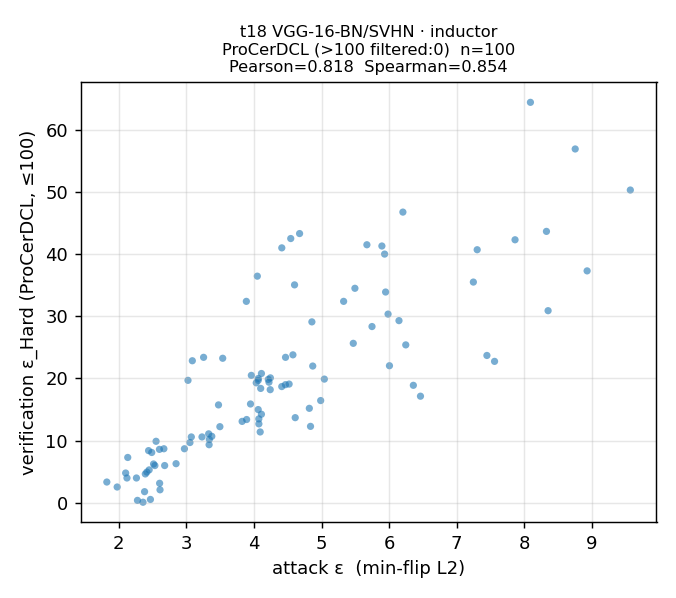 t18 VGG-16-BN/SVHN · inductor
ProCerDCL (>100 filtered:0)  n=100
Pearson=0.818  Spearman=0.854
verification ε_Hard (ProCerDCL, ≤100)
60
50
40
30
20
10
0
2 3 4 5 6 7 8 9
attack ε  (min-flip L2)